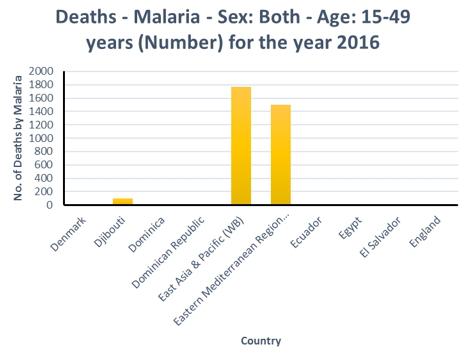 Deaths - Malaria - Sex: Both - Age: 15-49
years (Number) for the year 2016
No. of Deaths by Malaria
2000
1800
1600
1400
1200
1000
800
600
400
200
0
Denmark
Djibouti
Dominica
Dominican Republic
East Asia & Pacific (WB)
Eastern Mediterranean Region...
Ecuador
Egypt
El Salvador
England
Country